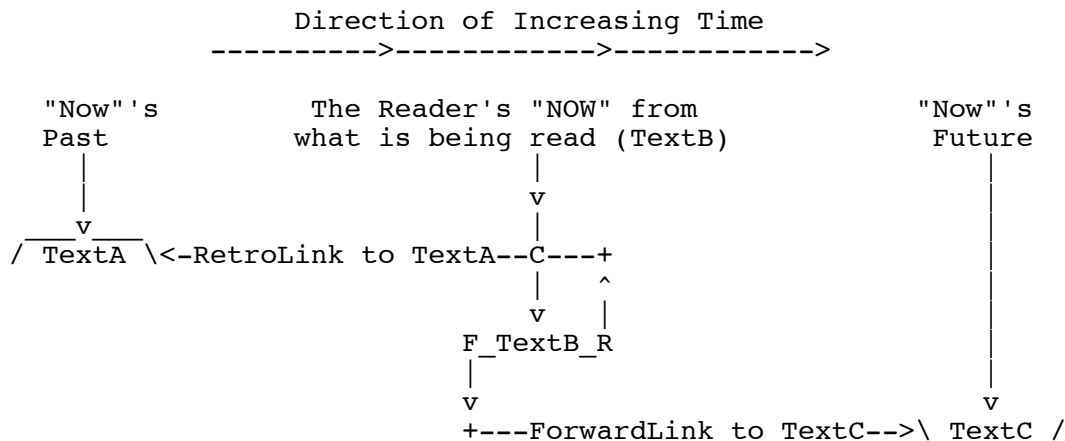 Direction of Increasing Time
---------->------------>------------>
"Now"'s The Reader's "NOW" from "Now"'s
Past what is being read (TextB) Future
| | |
| v |
___v____ | |
/ TextA \<-RetroLink to TextA--C---+ |
| ^ |
v | |
F_TextB_R |
| |
v v
+---ForwardLink to TextC-->\ TextC /